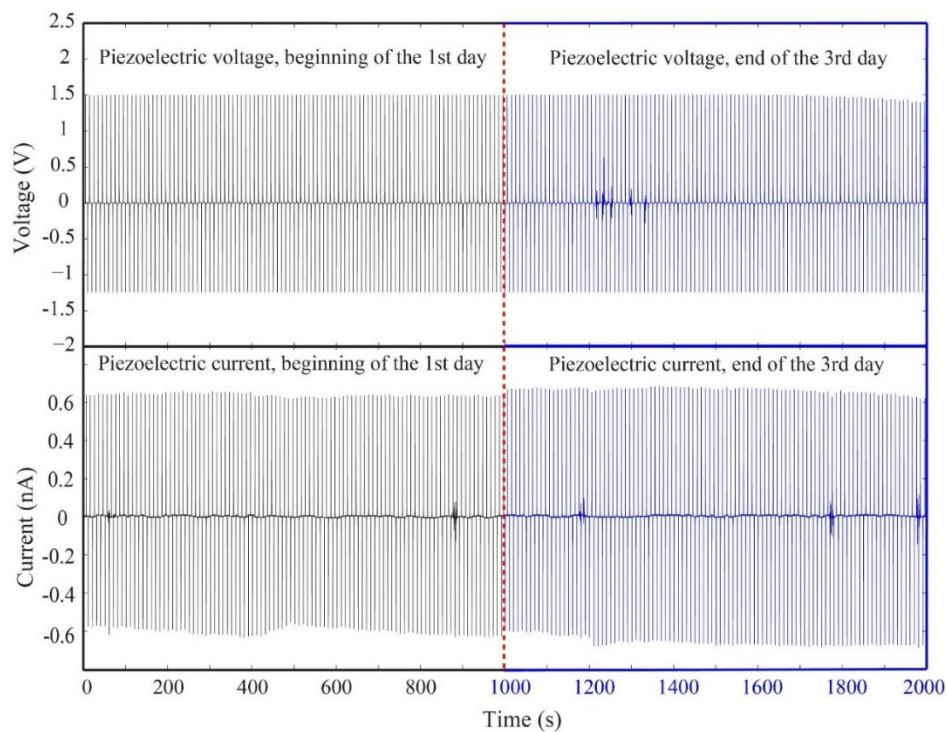 2.5
Piezoelectric voltage, beginning of the 1st day
Piezoelectric voltage, end of the 3rd day
2
1.5
1
0.5
0
-0.5
−1
-1.5
−2
Voltage (V)
Piezoelectric current, beginning of the 1st day
Piezoelectric current, end of the 3rd day
0.6
0.4
0.2
0
-0.2
-0.4
-0.6
Current (nA)
0 200 400 600 800 1000 1200 1400 1600 1800 2000
Time (s)